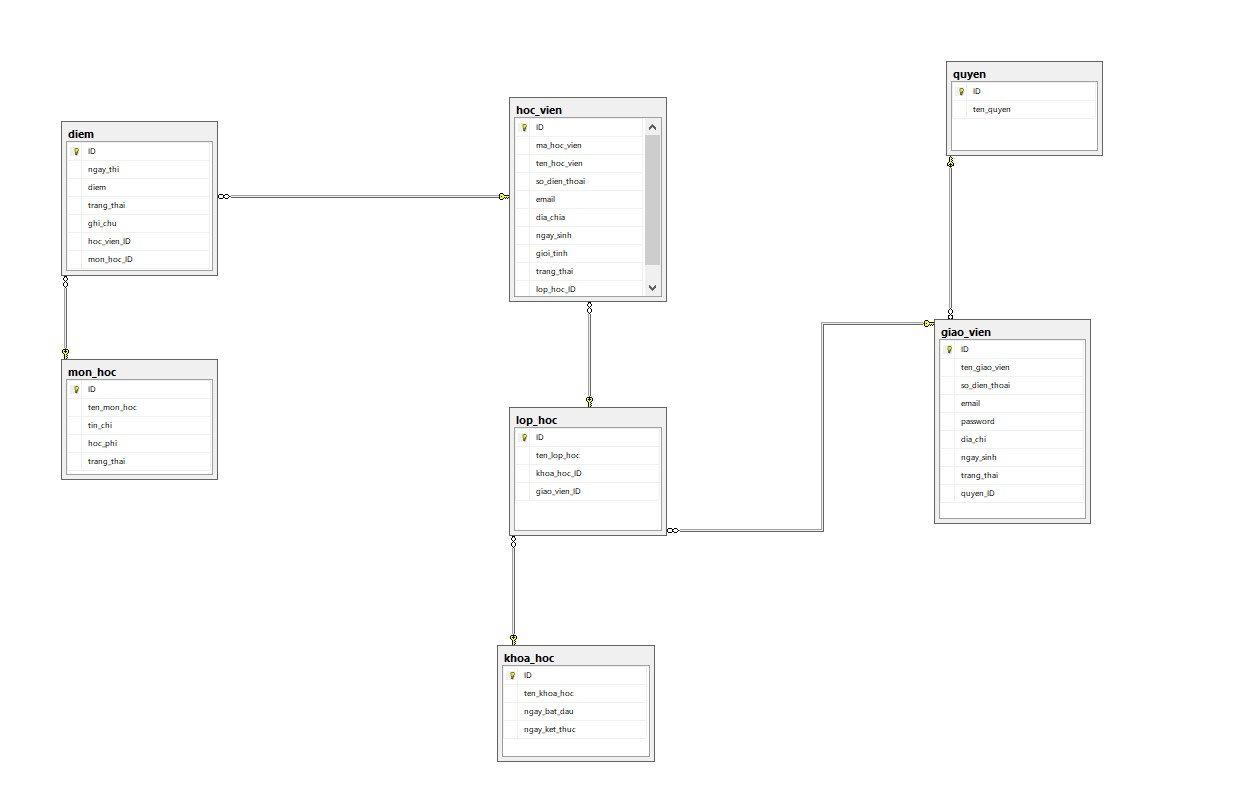 diem
ID
ngay_thi
diem
trang_thai
ghi_chu
hoc_vien_ID
mon_hoc_ID
mon_hoc
ID
ten_mon_hoc
tin_chi
hoc_phi
trang_thai
hoc_vien
ID
ma_hoc_vien
ten_hoc_vien
so_dien_thoai
email
dia_chia
ngay_sinh
gioi_tinh
trang_thai
lop_hoc_ID
lop_hoc
ID
ten_lop_hoc
khoa_hoc_ID
giao_vien_ID
khoa_hoc
ID
ten_khoa_hoc
ngay_bat_dau
ngay_ket_thuc
quyen
ID
ten_quyen
giao_vien
ID
ten_giao_vien
so_dien_thoai
email
password
dia_chi
ngay_sinh
trang_thai
quyen_ID